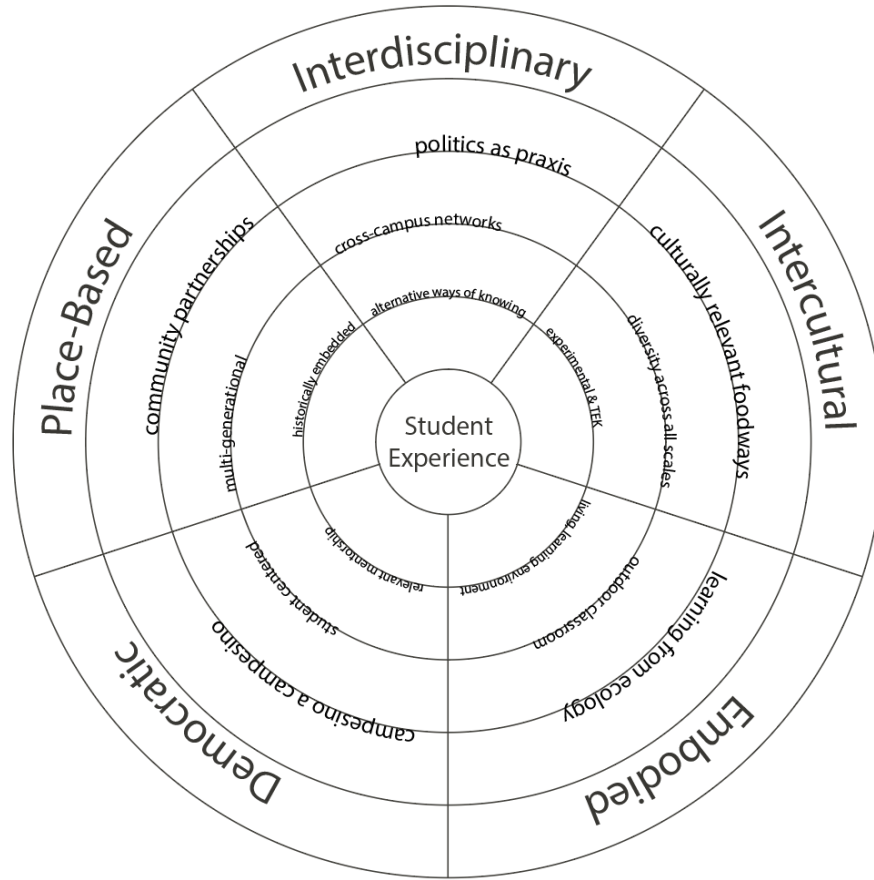 Interdisciplinary
politics as praxis
cross-campus networks
alternative ways of knowing
Intercultural
culturally relevant foodways
diversity across all scales
experimental & TEK
Embodied
learning from ecology
outdoor classroom
living, learning environment
Democratic
campesino a campesino
student centered
relevant mentorship
Place-Based
community partnerships
multi-generational
historically embedded
Student
Experience